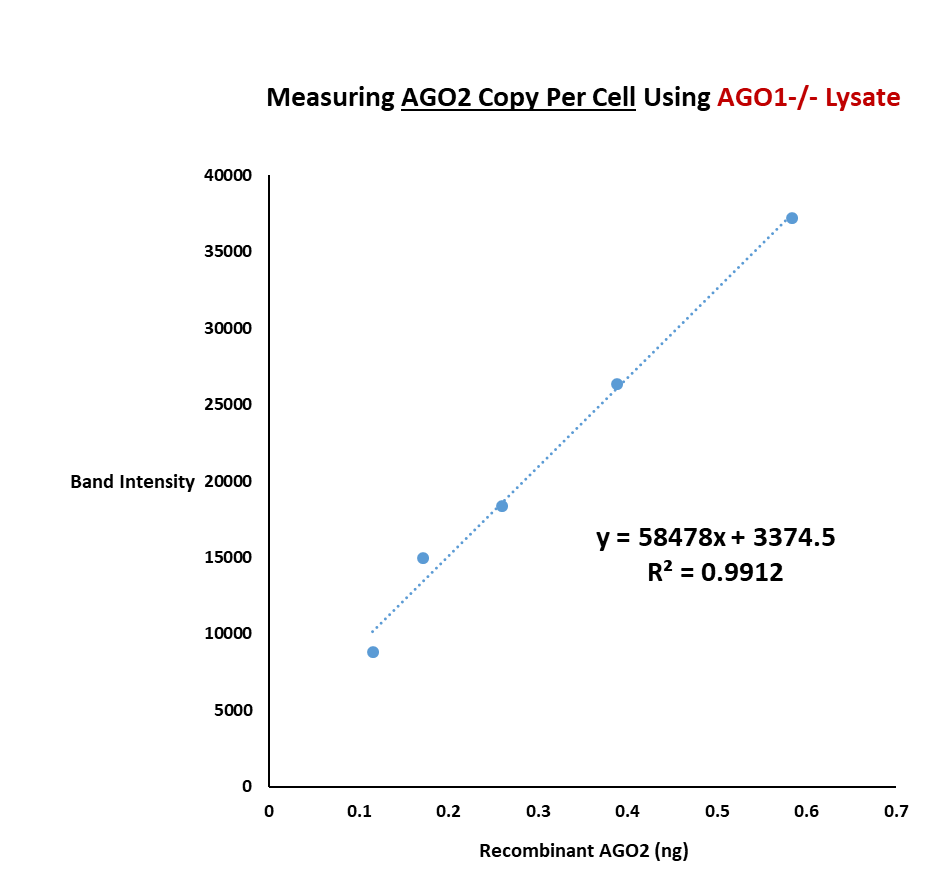 Measuring AGO2 Copy Per Cell Using AGO1-/- Lysate
40000
35000
30000
25000
Band Intensity 20000
15000
10000
5000
0
y = 58478x + 3374.5
R² = 0.9912
0 0.1 0.2 0.3 0.4 0.5 0.6 0.7
Recombinant AGO2 (ng)